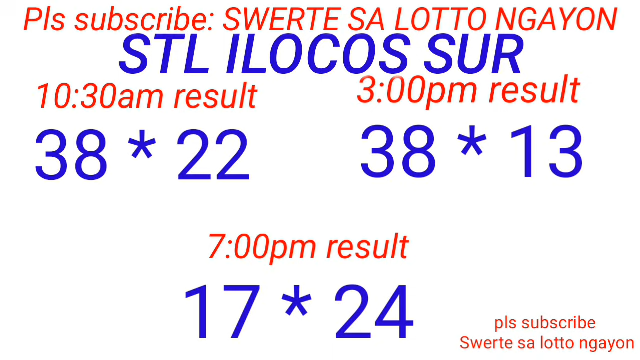 Pls subscribe: SWERTE SA LOTTO NGAYON
STL ILOCOS SUR
10:30am result
38 * 22
3:00pm result
38 * 13
7:00pm result
17 * 24
pls subscribe
Swerte sa lotto ngayon